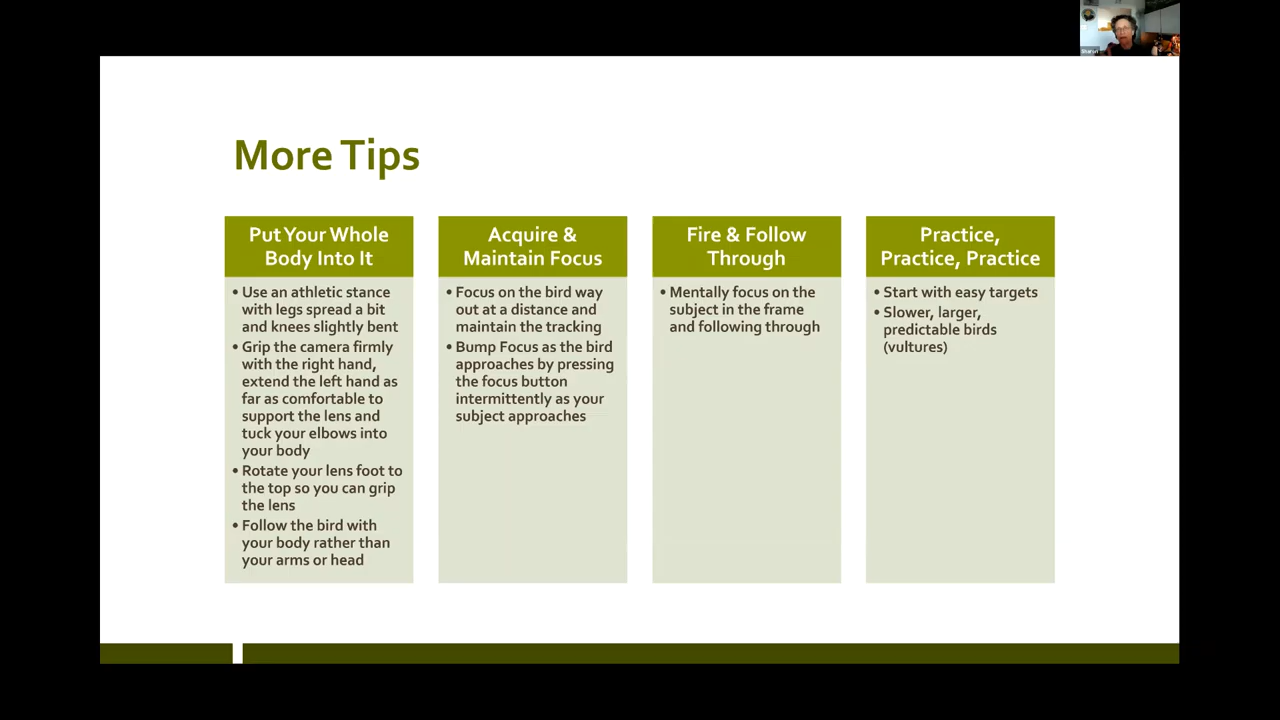 Sharon
More Tips
Put Your Whole
Body Into It
• Use an athletic stance
with legs spread a bit
and knees slightly bent
• Grip the camera firmly
with the right hand,
extend the left hand as
far as comfortable to
support the lens and
tuck your elbows into
your body
• Rotate your lens foot to
the top so you can grip
the lens
• Follow the bird with
your body rather than
your arms or head
Acquire &
Maintain Focus
• Focus on the bird way
out at a distance and
maintain the tracking
• Bump Focus as the bird
approaches by pressing
the focus button
intermittently as your
subject approaches
Fire & Follow
Through
• Mentally focus on the
subject in the frame
and following through
Practice,
Practice, Practice
• Start with easy targets
• Slower, larger,
predictable birds
(vultures)